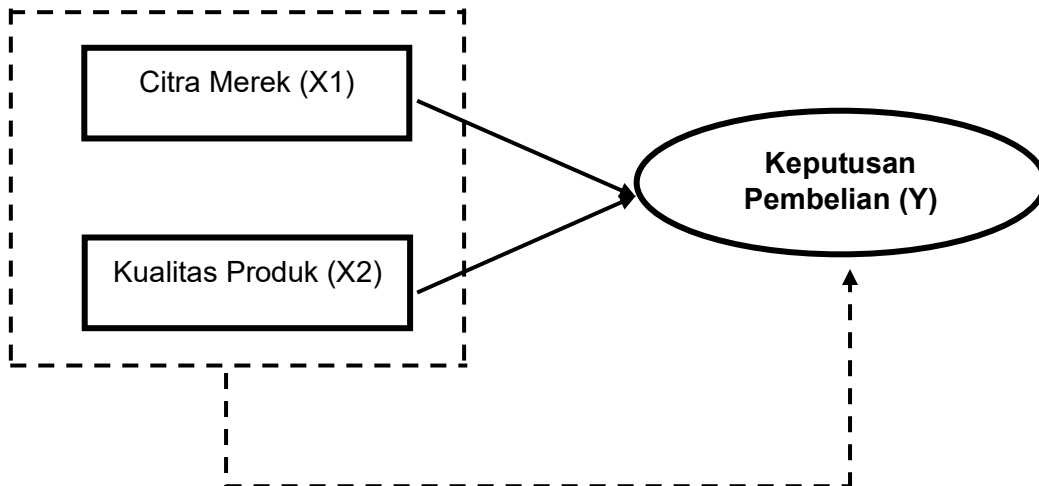 Citra Merek (X1)
Keputusan
Pembelian (Y)
Kualitas Produk (X2)